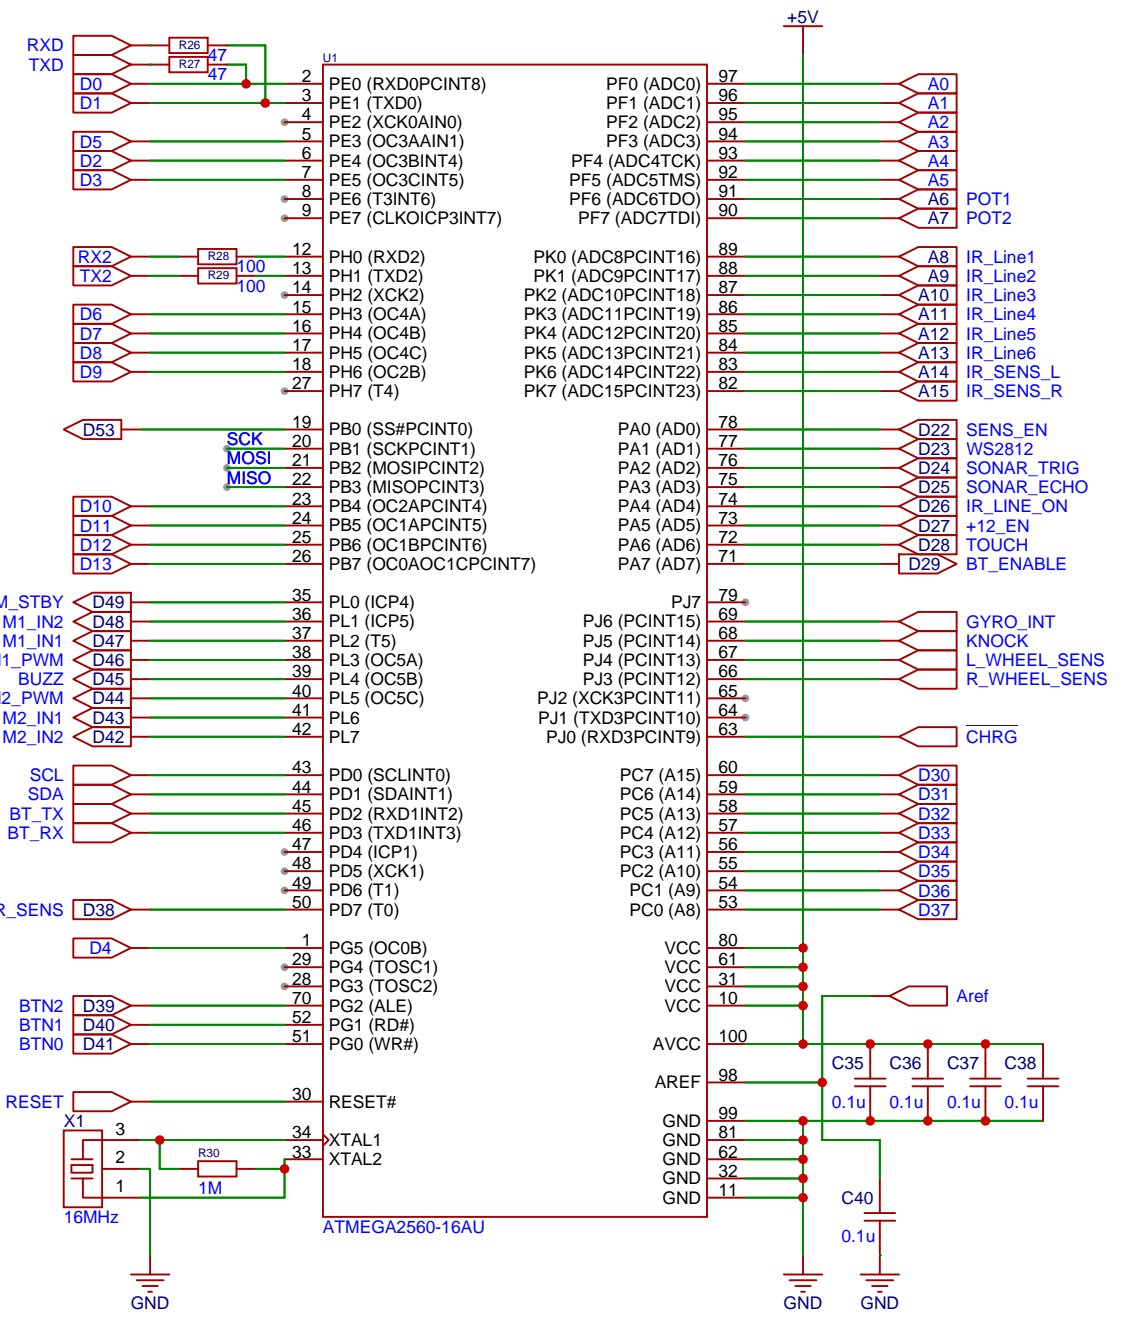 +5V
U1
RXD R26 47
TXD R27 47
D0 2 PE0 (RXD0PCINT8) PF0 (ADC0) 97 A0
D1 3 PE1 (TXD0) PF1 (ADC1) 96 A1
4 PE2 (XCK0AIN0) PF2 (ADC2) 95 A2
D5 5 PE3 (OC3AAIN1) PF3 (ADC3) 94 A3
D2 6 PE4 (OC3BINT4) PF4 (ADC4TCK) 93 A4
D3 7 PE5 (OC3CINT5) PF5 (ADC5TMS) 92 A5
8 PE6 (T3INT6) PF6 (ADC6TDO) 91 A6 POT1
9 PE7 (CLKOICP3INT7) PF7 (ADC7TDI) 90 A7 POT2
RX2 R28 100 12 PH0 (RXD2) PK0 (ADC8PCINT16) 89 A8 IR_Line1
TX2 R29 100 13 PH1 (TXD2) PK1 (ADC9PCINT17) 88 A9 IR_Line2
14 PH2 (XCK2) PK2 (ADC10PCINT18) 87 A10 IR_Line3
D6 15 PH3 (OC4A) PK3 (ADC11PCINT19) 86 A11 IR_Line4
D7 16 PH4 (OC4B) PK4 (ADC12PCINT20) 85 A12 IR_Line5
D8 17 PH5 (OC4C) PK5 (ADC13PCINT21) 84 A13 IR_Line6
D9 18 PH6 (OC2B) PK6 (ADC14PCINT22) 83 A14 IR_SENS_L
27 PH7 (T4) PK7 (ADC15PCINT23) 82 A15 IR_SENS_R
D53 19 PB0 (SS#PCINT0) PA0 (AD0) 78 D22 SENS_EN
SCK 20 PB1 (SCKPCINT1) PA1 (AD1) 77 D23 WS2812
MOSI 21 PB2 (MOSIPCINT2) PA2 (AD2) 76 D24 SONAR_TRIG
MISO 22 PB3 (MISOPCINT3) PA3 (AD3) 75 D25 SONAR_ECHO
D10 23 PB4 (OC2APCINT4) PA4 (AD4) 74 D26 IR_LINE_ON
D11 24 PB5 (OC1APCINT5) PA5 (AD5) 73 D27 +12_EN
D12 25 PB6 (OC1BPCINT6) PA6 (AD6) 72 D28 TOUCH
D13 26 PB7 (OC0AOC1CPCINT7) PA7 (AD7) 71 D29 BT_ENABLE
M_STBY D49 35 PL0 (ICP4) PJ7 79
M1_IN2 D48 36 PL1 (ICP5) PJ6 (PCINT15) 69 GYRO_INT
M1_IN1 D47 37 PL2 (T5) PJ5 (PCINT14) 68 KNOCK
1_PWM D46 38 PL3 (OC5A) PJ4 (PCINT13) 67 L_WHEEL_SENS
BUZZ D45 39 PL4 (OC5B) PJ3 (PCINT12) 66 R_WHEEL_SENS
2_PWM D44 40 PL5 (OC5C) PJ2 (XCK3PCINT11) 65
M2_IN1 D43 41 PL6 PJ1 (TXD3PCINT10) 64
M2_IN2 D42 42 PL7 PJ0 (RXD3PCINT9) 63 CHRG
SCL 43 PD0 (SCLINT0) PC7 (A15) 60 D30
SDA 44 PD1 (SDAINT1) PC6 (A14) 59 D31
BT_TX 45 PD2 (RXD1INT2) PC5 (A13) 58 D32
BT_RX 46 PD3 (TXD1INT3) PC4 (A12) 57 D33
47 PD4 (ICP1) PC3 (A11) 56 D34
48 PD5 (XCK1) PC2 (A10) 55 D35
49 PD6 (T1) PC1 (A9) 54 D36
R_SENS D38 50 PD7 (T0) PC0 (A8) 53 D37
D4 1 PG5 (OC0B) VCC 80
29 PG4 (TOSC1) VCC 61
28 PG3 (TOSC2) VCC 31
BTN2 D39 70 PG2 (ALE) VCC 10 Aref
BTN1 D40 52 PG1 (RD#)
BTN0 D41 51 PG0 (WR#) AVCC 100
C35 C36 C37 C38
AREF 98
RESET 30 RESET# 0.1u 0.1u 0.1u 0.1u
X1 GND 99
3 34 XTAL1 GND 81
2 R30 33 XTAL2 GND 62
1 1M GND 32
GND 11 C40
16MHz ATMEGA2560-16AU 0.1u
GND GND GND